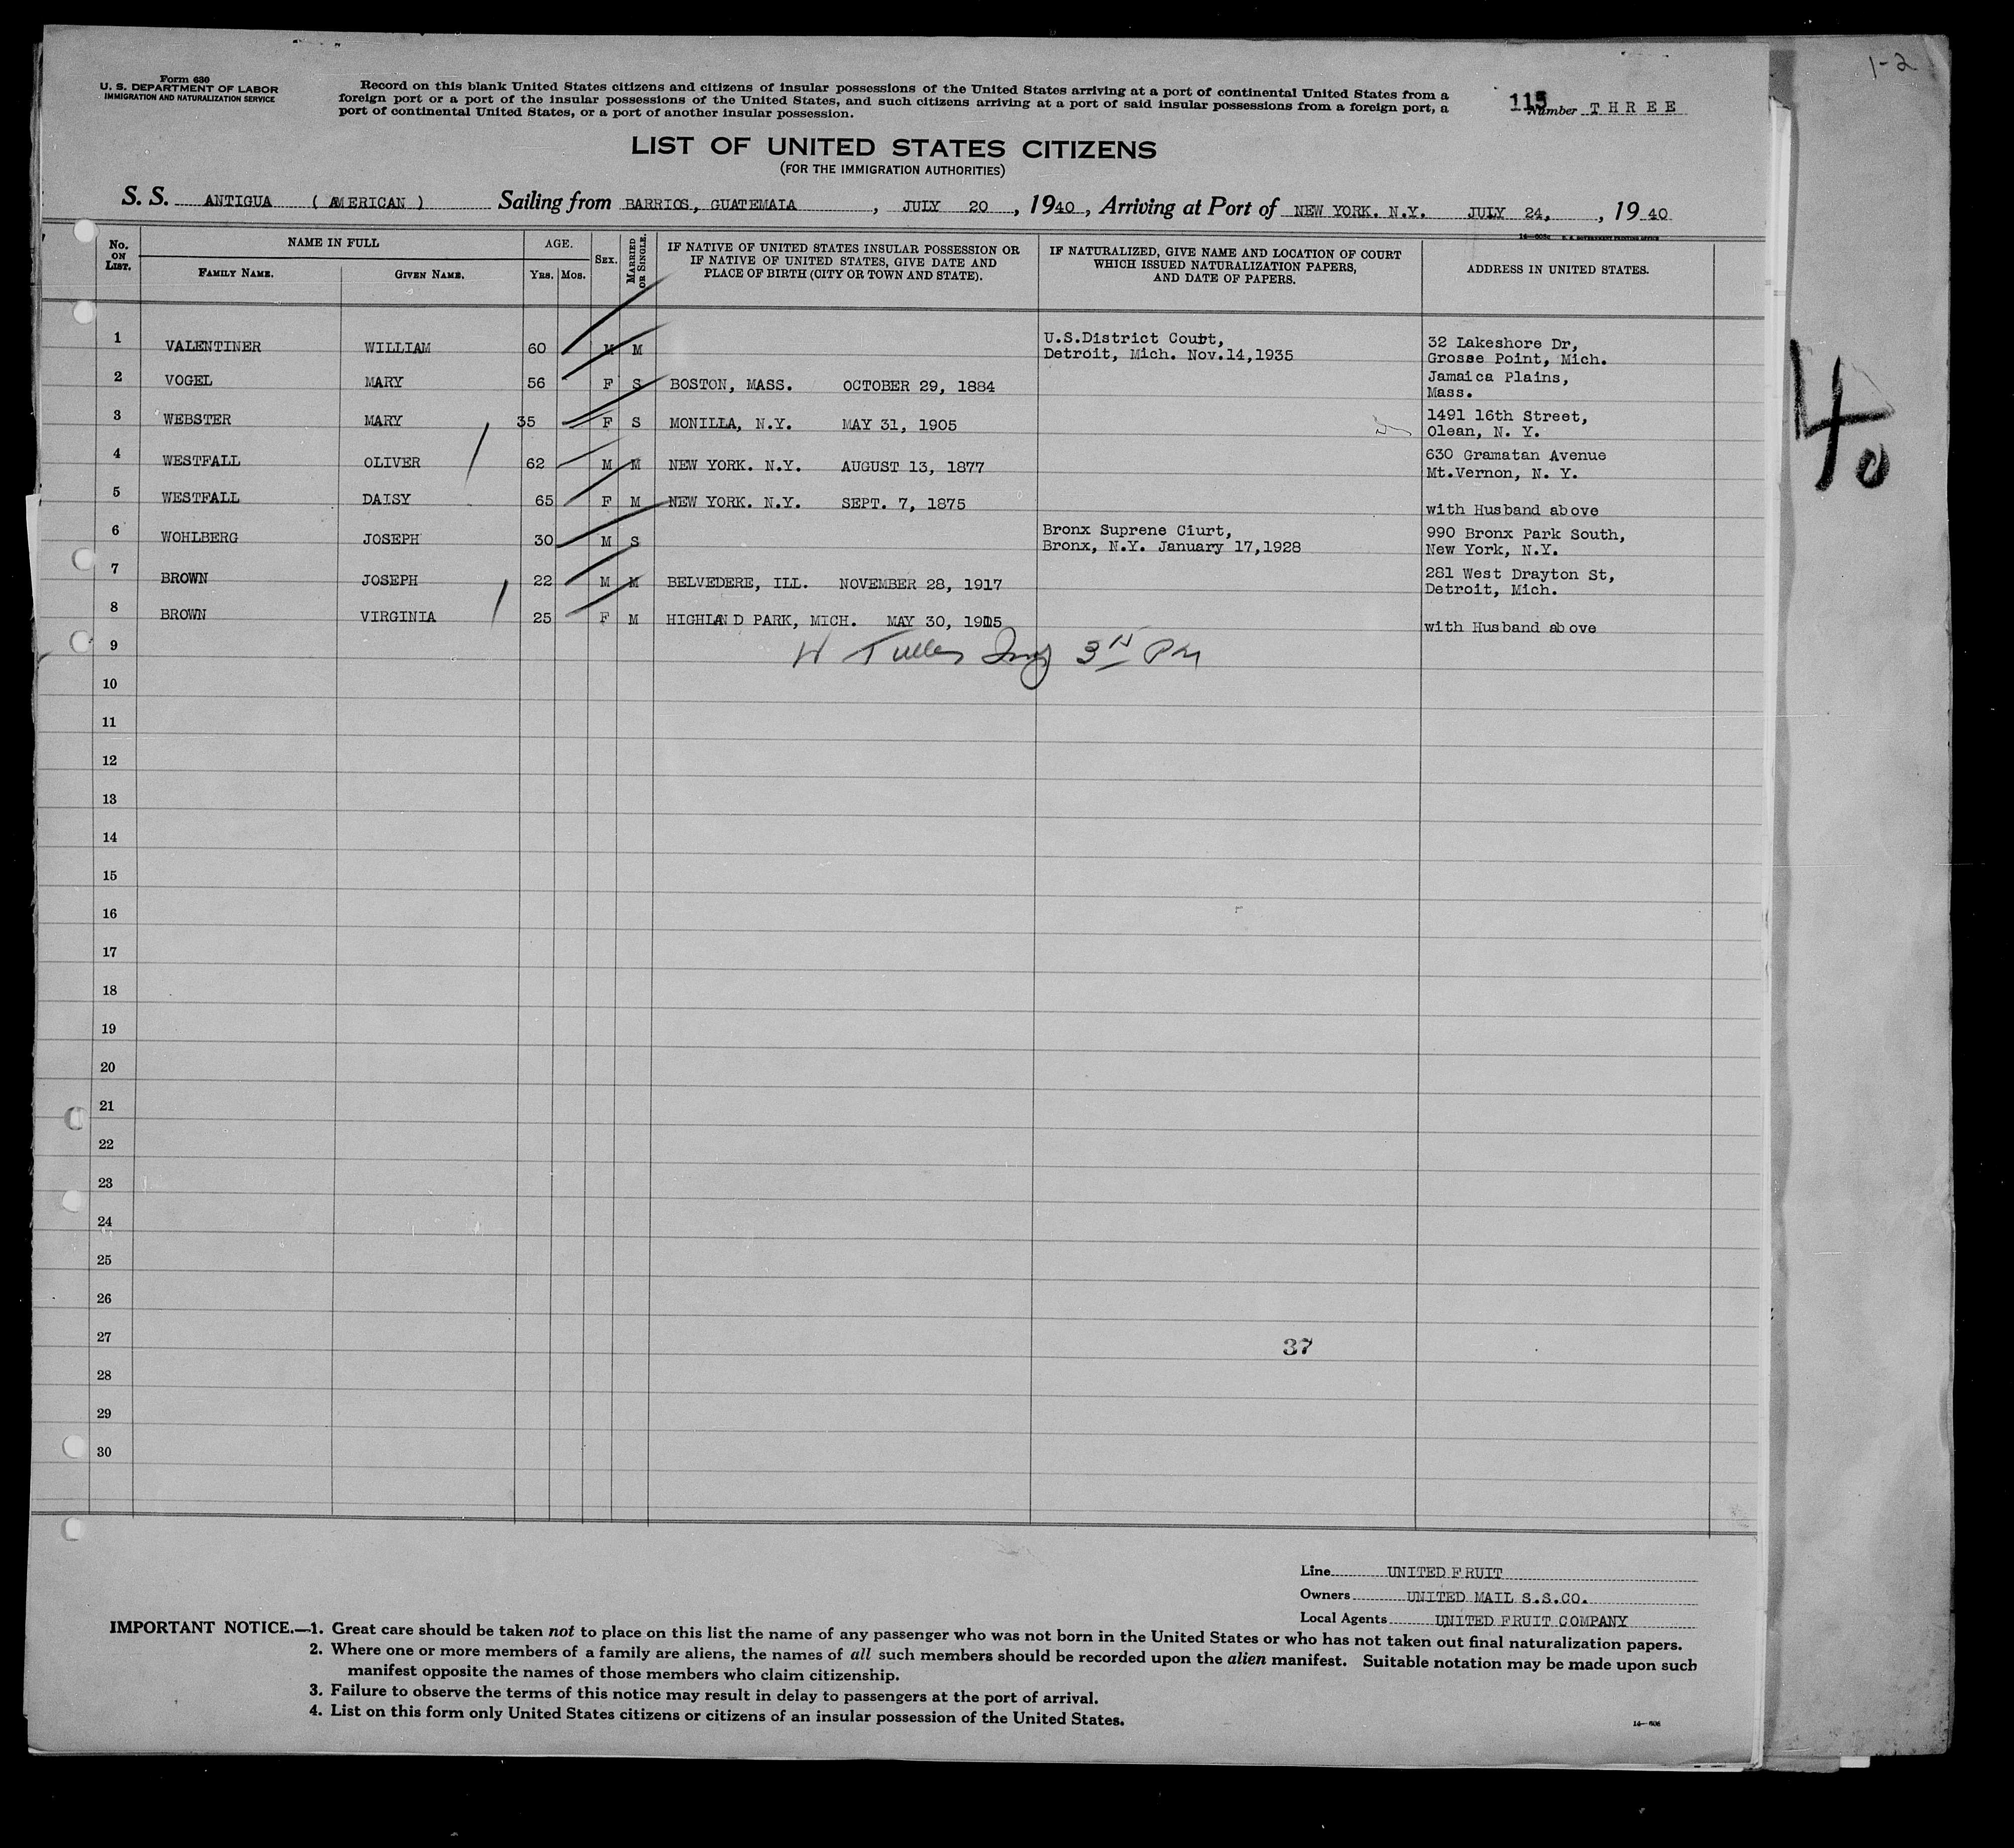 1-2
Form 630
U. S. DEPARTMENT OF LABOR
IMMIGRATION AND NATURALIZATION SERVICE
Record on this blank United States citizens and citizens of insular possessions of the United States arriving at a port of continental United States from a
foreign port or a port of the insular possessions of the United States, and such citizens arriving at a port of said insular possessions from a foreign port, a
port of continental United States, or a port of another insular possession.
115 Number THREE
LIST OF UNITED STATES CITIZENS
(FOR THE IMMIGRATION AUTHORITIES)
S. S. ANTIGUA ( AMERICAN ) Sailing from BARRIOS, GUATEMALA , JULY 20 , 1940 , Arriving at Port of NEW YORK. N.Y. JULY 24, , 19 40
No. ON LIST. NAME IN FULL AGE. SEX. MARRIED OR SINGLE. IF NATIVE OF UNITED STATES INSULAR POSSESSION OR IF NATIVE OF UNITED STATES, GIVE DATE AND PLACE OF BIRTH (CITY OR TOWN AND STATE). IF NATURALIZED, GIVE NAME AND LOCATION OF COURT WHICH ISSUED NATURALIZATION PAPERS, AND DATE OF PAPERS. ADDRESS IN UNITED STATES.
FAMILY NAME. GIVEN NAME. YRS. MOS.
1 VALENTINER WILLIAM 60 M M U.S.District Court, Detroit, Mich. Nov.14,1935 32 Lakeshore Dr, Grosse Point, Mich.
2 VOGEL MARY 56 F S BOSTON, MASS. OCTOBER 29, 1884 Jamaica Plains, Mass.
3 WEBSTER MARY 35 F S MONILLA, N.Y. MAY 31, 1905 1491 16th Street, Olean, N. Y.
4 WESTFALL OLIVER 62 M M NEW YORK. N.Y. AUGUST 13, 1877 630 Gramatan Avenue Mt.Vernon, N. Y.
5 WESTFALL DAISY 65 F M NEW YORK. N.Y. SEPT. 7, 1875 with Husband above
6 WOHLBERG JOSEPH 30 M S Bronx Suprene Ciurt, Bronx, N.Y. January 17,1928 990 Bronx Park South, New York, N.Y.
7 BROWN JOSEPH 22 M M BELVEDERE, ILL. NOVEMBER 28, 1917 281 West Drayton St, Detroit, Mich.
8 BROWN VIRGINIA 25 F M HIGHLAND PARK, MICH. MAY 30, 1915 with Husband above
9
10
11
12
13
14
15
16
17
18
19
20
21
22
23
24
25
26
27
37
28
29
30
40
Line UNITED FRUIT
Owners UNITED MAIL S.S.CO.
Local Agents UNITED FRUIT COMPANY
IMPORTANT NOTICE.—1. Great care should be taken not to place on this list the name of any passenger who was not born in the United States or who has not taken out final naturalization papers.
2. Where one or more members of a family are aliens, the names of all such members should be recorded upon the alien manifest. Suitable notation may be made upon such
manifest opposite the names of those members who claim citizenship.
3. Failure to observe the terms of this notice may result in delay to passengers at the port of arrival.
4. List on this form only United States citizens or citizens of an insular possession of the United States.